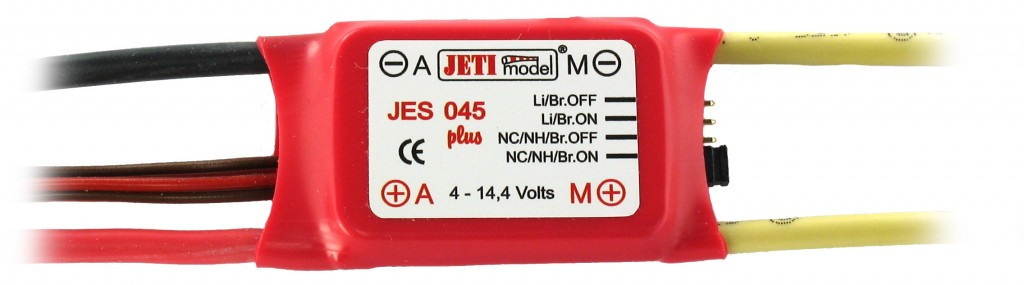 ⊖A JETI model® M⊖
JES 045
plus
Li/Br.OFF
Li/Br.ON
NC/NH/Br.OFF
NC/NH/Br.ON
CE
⊕A 4 - 14,4 Volts M⊕